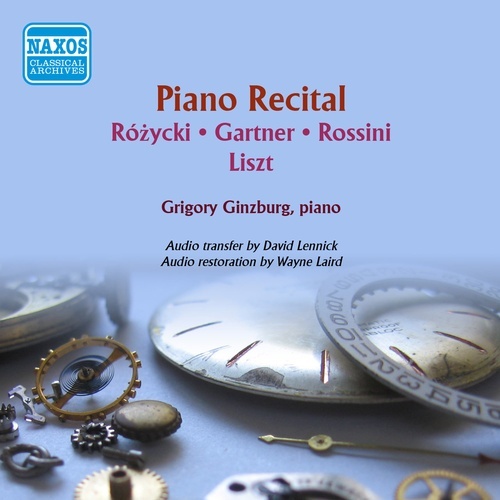 NAXOS
CLASSICAL
ARCHIVES
Piano Recital
Różycki • Gartner • Rossini
Liszt
Grigory Ginzburg, piano
Audio transfer by David Lennick
Audio restoration by Wayne Laird